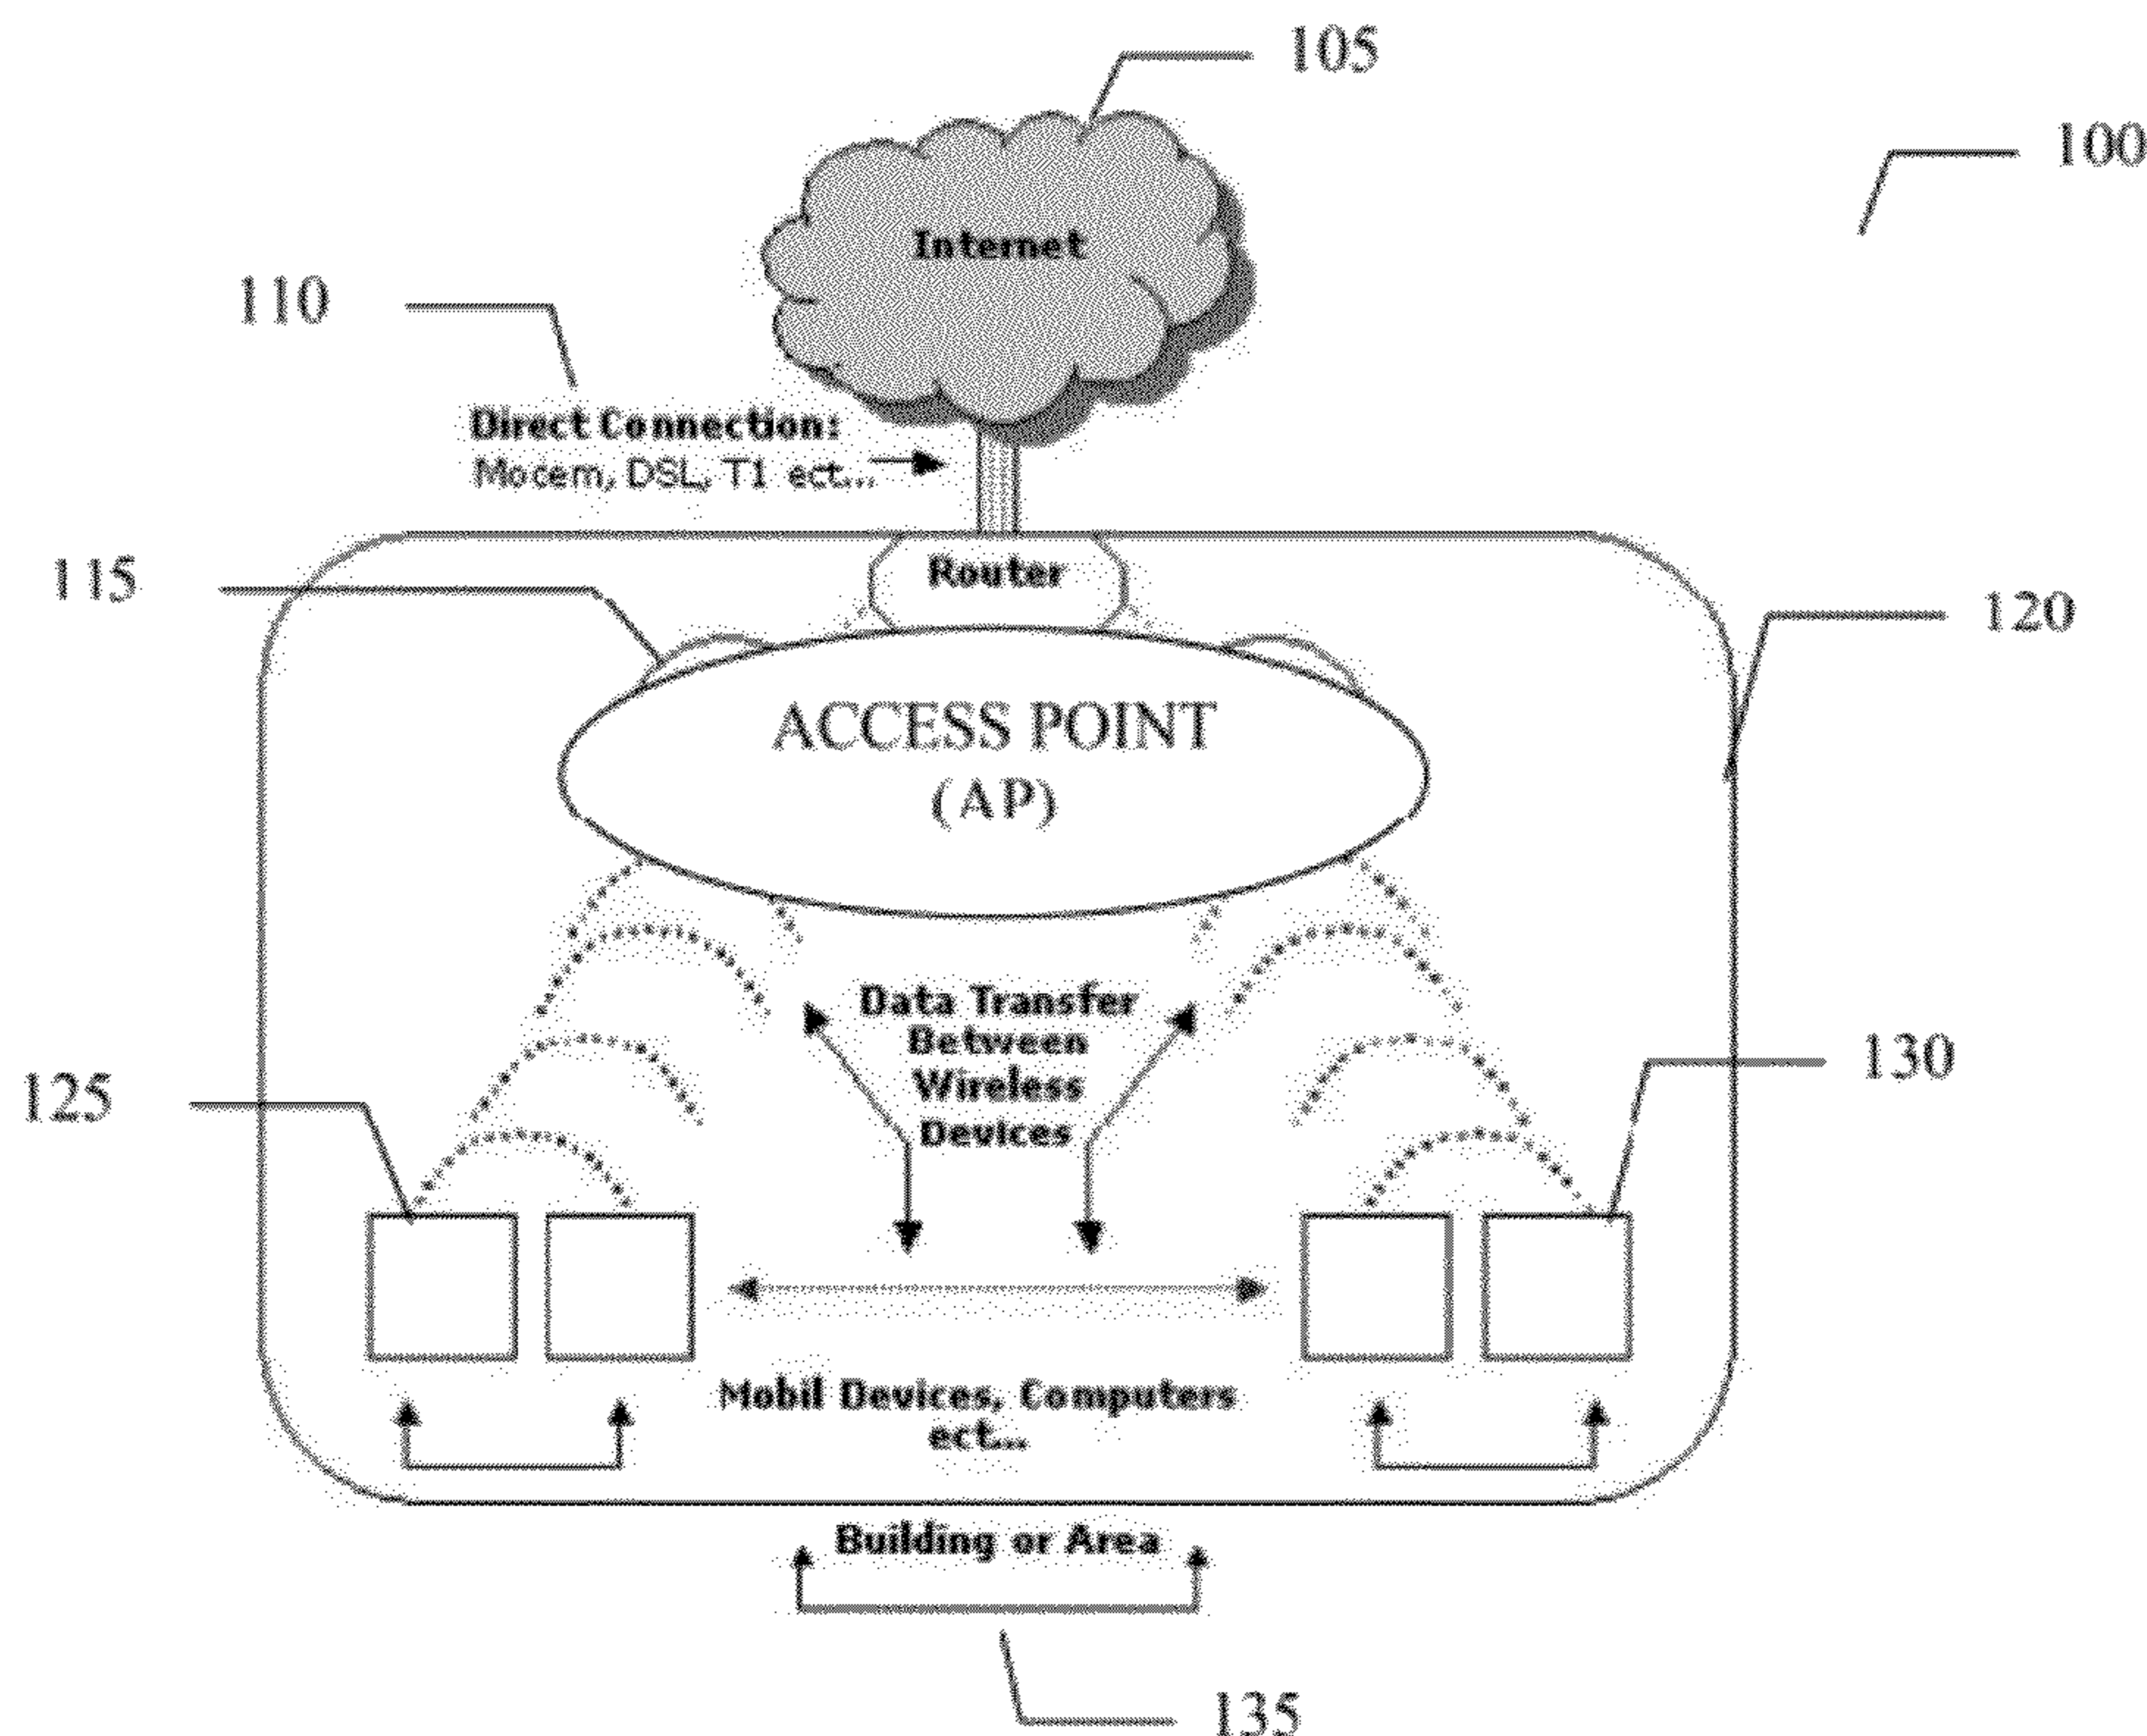 105
100
Internet
110
Direct Connection:
Mocem, DSL, T1 ect...
115
Router
120
ACCESS POINT
(AP)
Data Transfer
Between
Wireless
Devices
130
125
Mobil Devices, Computers
ect...
Building or Area
135